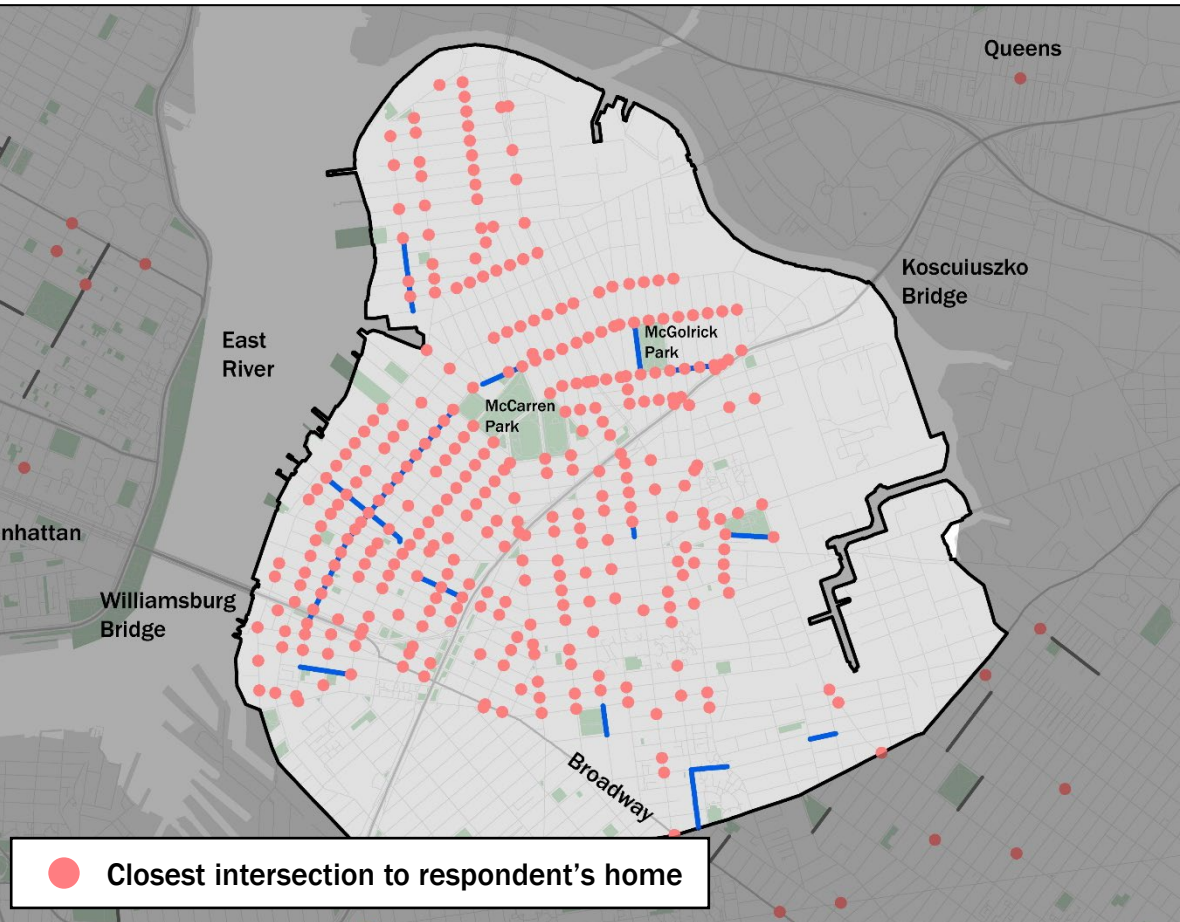 Queens
Koscuiuszko
Bridge
East
River
McGolrick
Park
McCarren
Park
nhattan
Williamsburg
Bridge
Broadway
Closest intersection to respondent's home